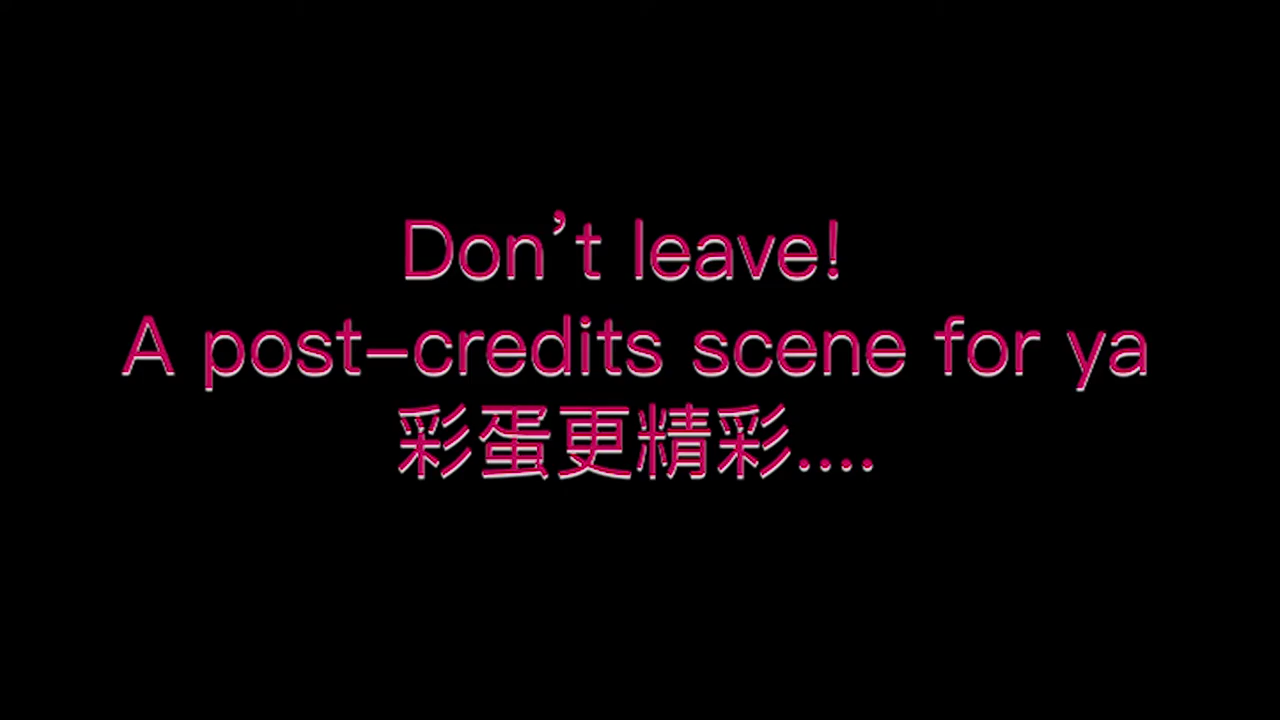 Don’t leave!
A post-credits scene for ya
彩蛋更精彩....